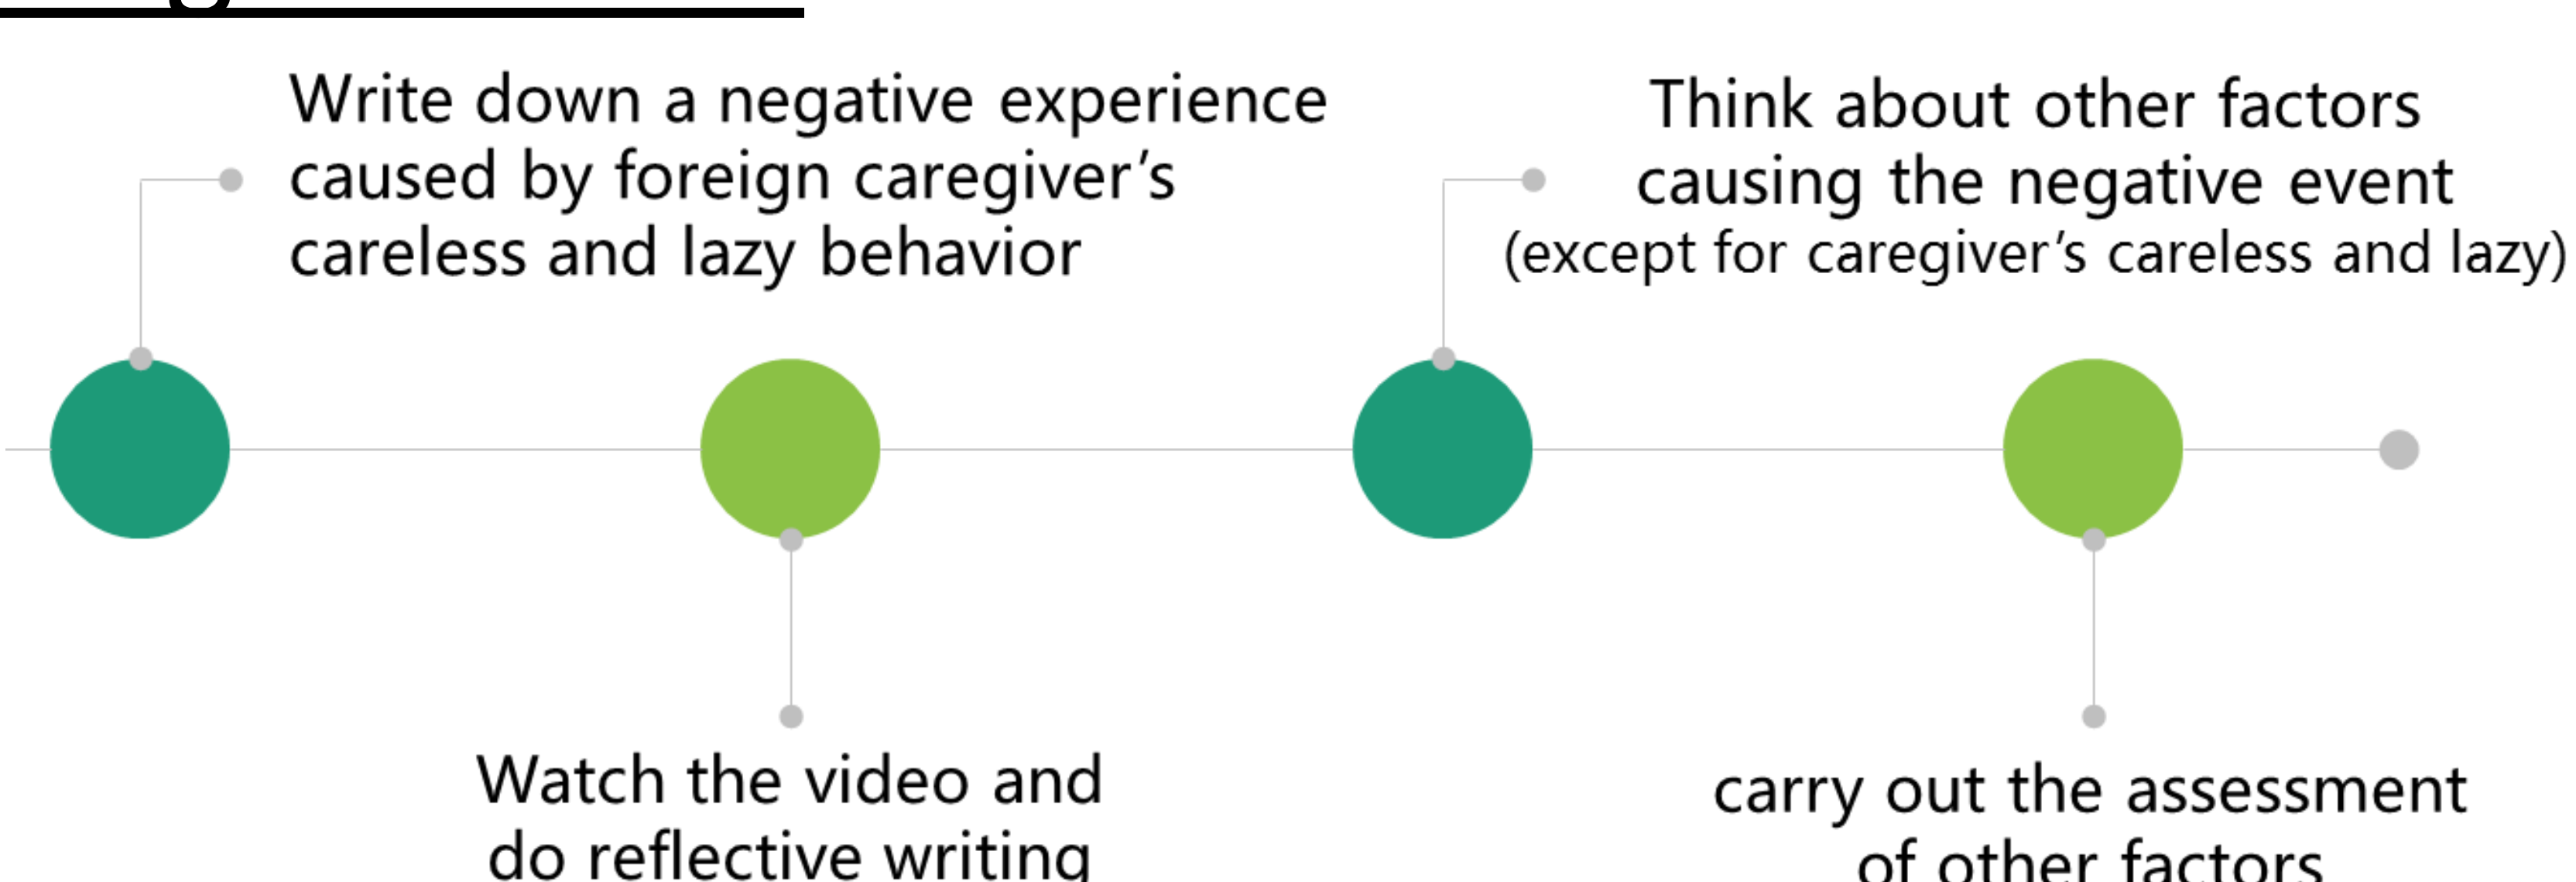 Write down a negative experience
caused by foreign caregiver's
careless and lazy behavior
Watch the video and
do reflective writing
Think about other factors
causing the negative event
(except for caregiver's careless and lazy)
carry out the assessment
of other factors